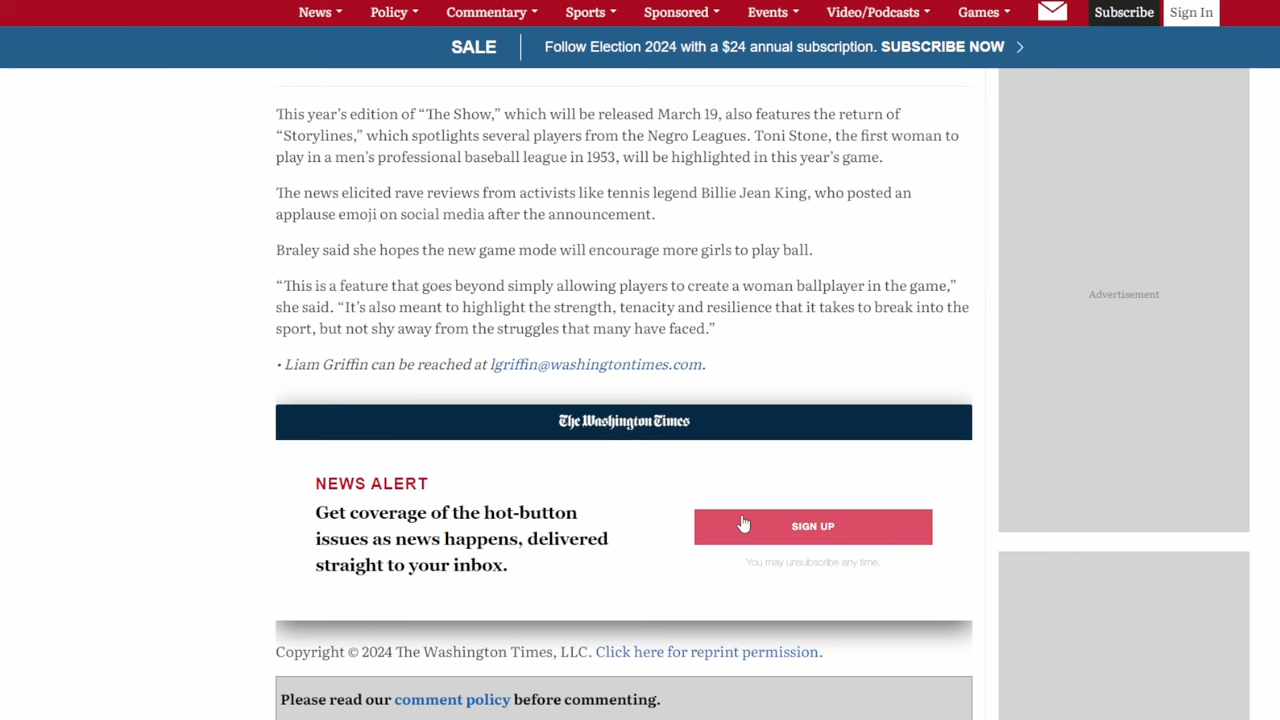 News Policy Commentary Sports Sponsored Events Video/Podcasts Games Subscribe Sign In
SALE Follow Election 2024 with a $24 annual subscription. SUBSCRIBE NOW
This year’s edition of “The Show,” which will be released March 19, also features the return of
“Storylines,” which spotlights several players from the Negro Leagues. Toni Stone, the first woman to
play in a men’s professional baseball league in 1953, will be highlighted in this year’s game.
The news elicited rave reviews from activists like tennis legend Billie Jean King, who posted an
applause emoji on social media after the announcement.
Braley said she hopes the new game mode will encourage more girls to play ball.
“This is a feature that goes beyond simply allowing players to create a woman ballplayer in the game,”
she said. “It’s also meant to highlight the strength, tenacity and resilience that it takes to break into the
sport, but not shy away from the struggles that many have faced.”
• Liam Griffin can be reached at lgriffin@washingtontimes.com.
Advertisement
The Washington Times
NEWS ALERT
Get coverage of the hot-button
issues as news happens, delivered
straight to your inbox.
SIGN UP
You may unsubscribe any time.
Copyright © 2024 The Washington Times, LLC. Click here for reprint permission.
Please read our comment policy before commenting.